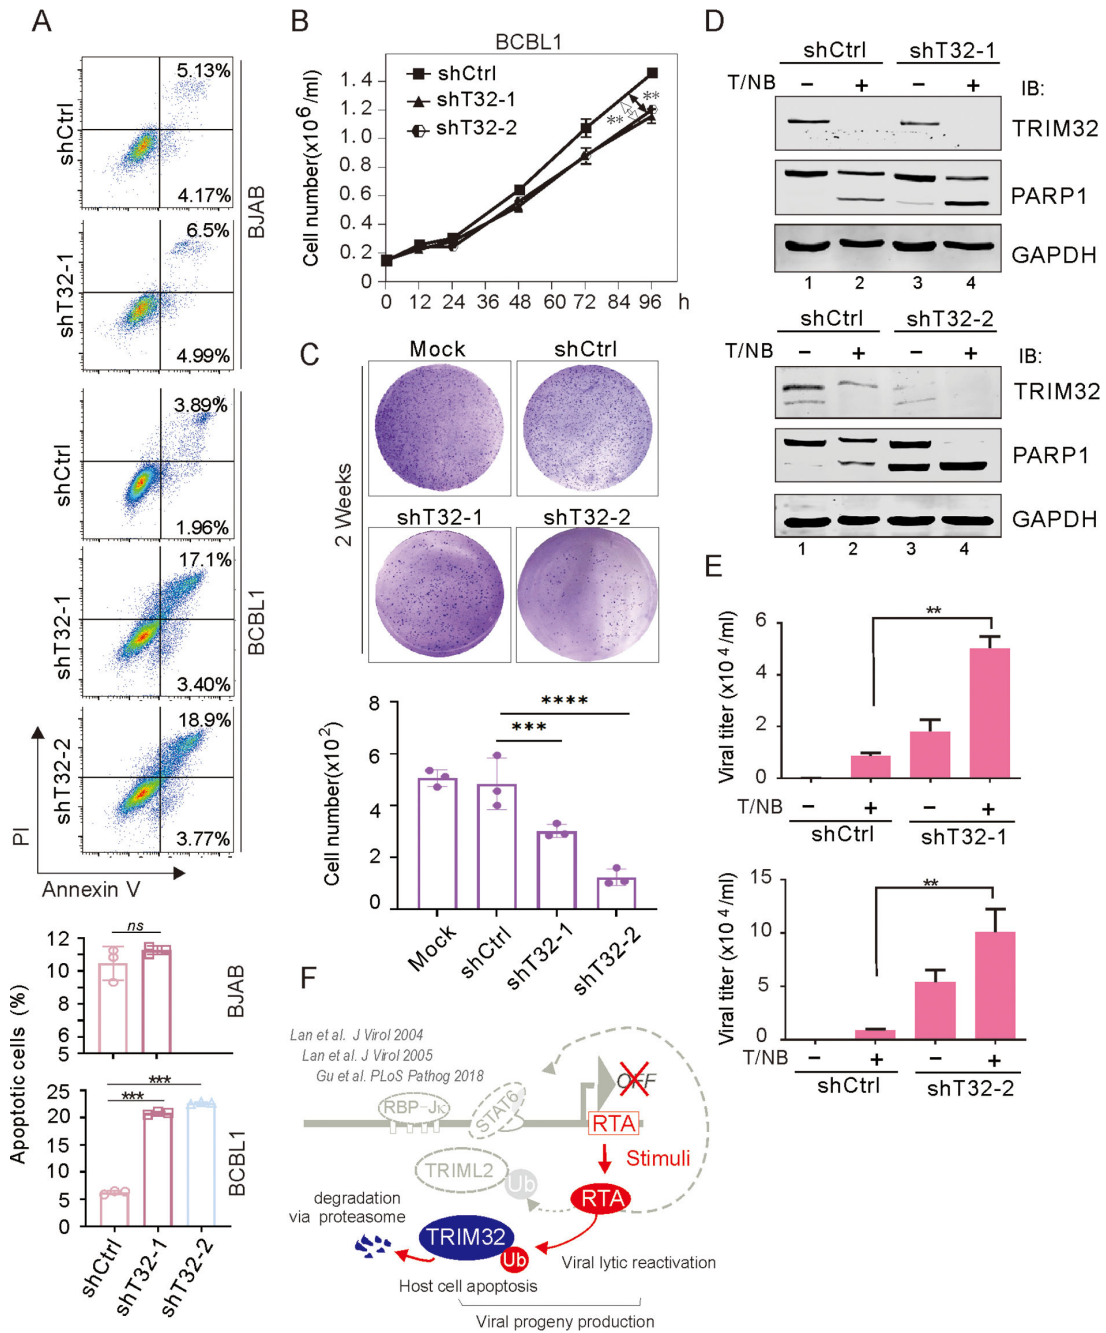 A
shCtrl
5.13%
4.17%
shT32-1
6.5%
4.99%
BJAB
shCtrl
3.89%
1.96%
shT32-1
17.1%
3.40%
shT32-2
18.9%
3.77%
BCBL1
PI
Annexin V
Apoptotic cells (%)
12
11
10
9
8
7
6
5
ns
BJAB
25
20
15
10
5
0
***
***
BCBL1
shCtrl
shT32-1
shT32-2
B
BCBL1
Cell number(x10⁶/ml)
1.4
1.2
1.0
0.8
0.6
0.4
0.2
0
shCtrl
shT32-1
shT32-2
**
**
0 12 24 36 48 60 72 84 96 h
C
2 Weeks
Mock
shCtrl
shT32-1
shT32-2
Cell number(x10²)
8
6
4
2
0
****
***
Mock
shCtrl
shT32-1
shT32-2
D
shCtrl shT32-1
T/NB − + − + IB:
TRIM32
PARP1
GAPDH
1 2 3 4
shCtrl shT32-2
T/NB − + − + IB:
TRIM32
PARP1
GAPDH
1 2 3 4
E
Viral titer (x10⁴/ml)
6
4
2
0
**
T/NB − + − +
shCtrl shT32-1
Viral titer (x10⁴/ml)
15
10
5
0
**
T/NB − + − +
shCtrl shT32-2
F
Lan et al. J Virol 2004
Lan et al. J Virol 2005
Gu et al. PLoS Pathog 2018
RBP-Jκ
STAT6
OFF
RTA
Stimuli
TRIML2
Ub
RTA
degradation
via proteasome
TRIM32
Ub
Viral lytic reactivation
Host cell apoptosis
Viral progeny production